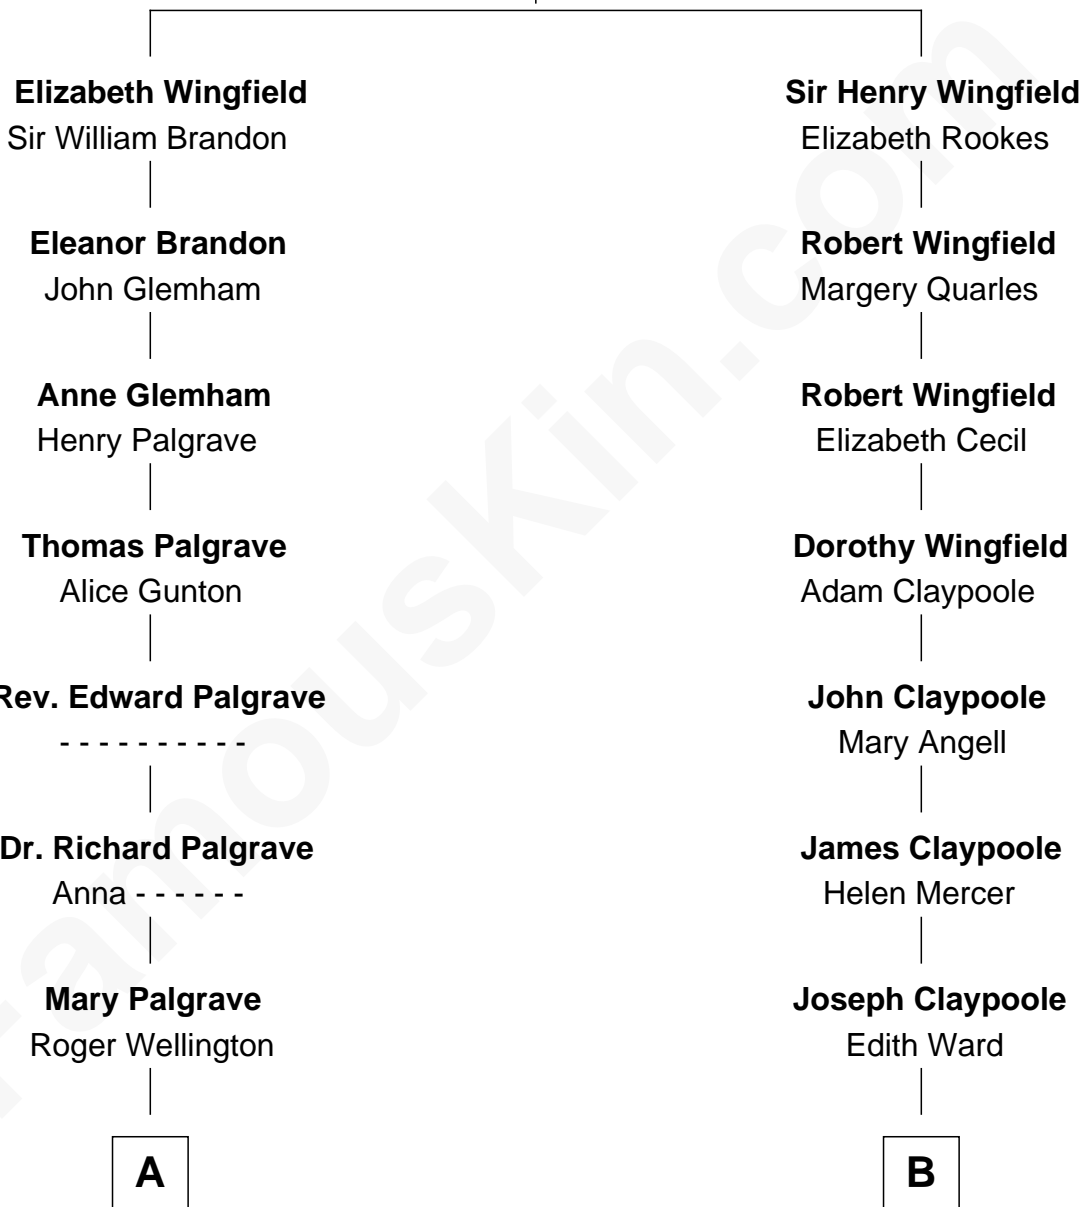 Elizabeth Wingfield
Sir William Brandon
Sir Henry Wingfield
Elizabeth Rookes
Eleanor Brandon
John Glemham
Robert Wingfield
Margery Quarles
Anne Glemham
Henry Palgrave
Robert Wingfield
Elizabeth Cecil
Thomas Palgrave
Alice Gunton
Dorothy Wingfield
Adam Claypoole
Rev. Edward Palgrave
- - - - - - - - - -
John Claypoole
Mary Angell
Dr. Richard Palgrave
Anna - - - - - -
James Claypoole
Helen Mercer
Mary Palgrave
Roger Wellington
Joseph Claypoole
Edith Ward
A
B
FamousKin.com